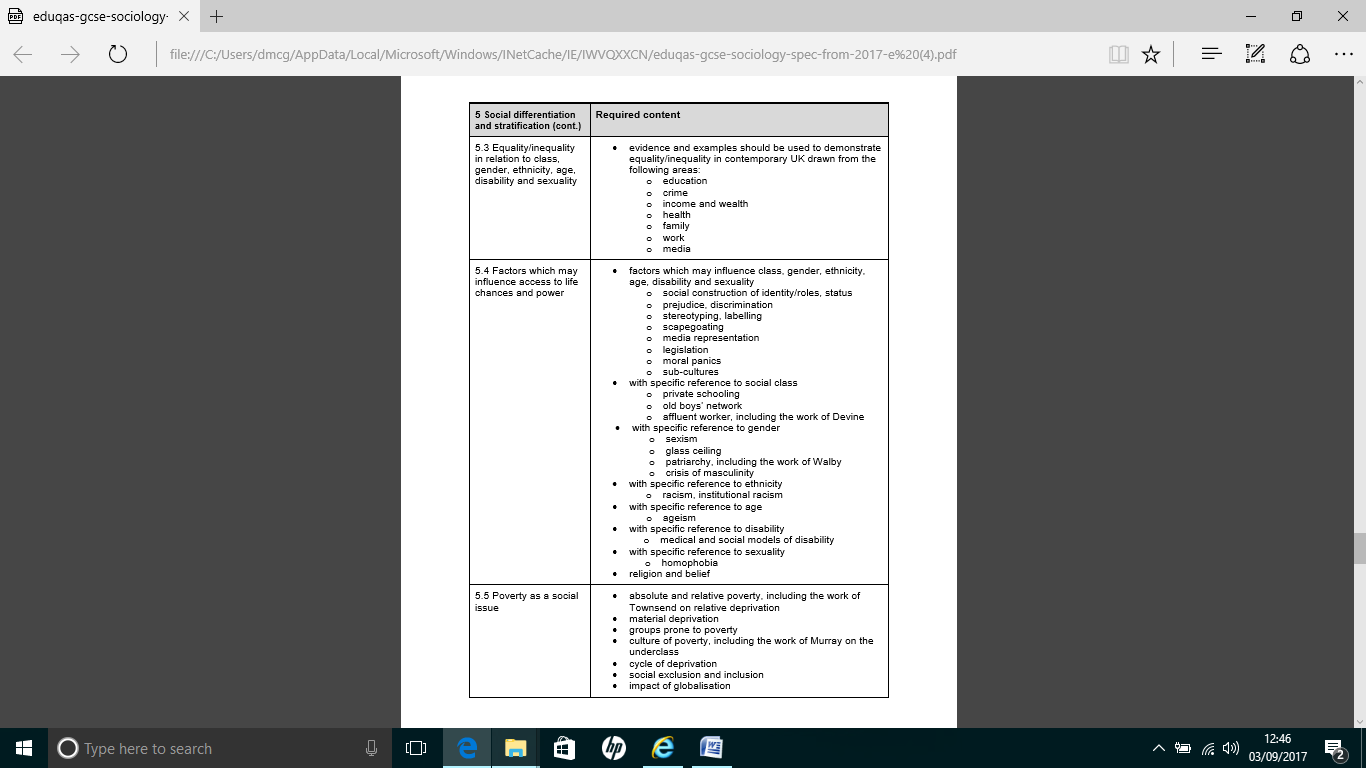 eduqas-gcse-sociology-
file:///C:/Users/dmcg/AppData/Local/Microsoft/Windows/INetCache/IE/IWVQXXCN/eduqas-gcse-sociology-spec-from-2017-e%20(4).pdf
5 Social differentiation
and stratification (cont.)
Required content
5.3 Equality/inequality
in relation to class,
gender, ethnicity, age,
disability and sexuality
• evidence and examples should be used to demonstrate
equality/inequality in contemporary UK drawn from the
following areas:
o education
o crime
o income and wealth
o health
o family
o work
o media
5.4 Factors which may
influence access to life
chances and power
• factors which may influence class, gender, ethnicity,
age, disability and sexuality
o social construction of identity/roles, status
o prejudice, discrimination
o stereotyping, labelling
o scapegoating
o media representation
o legislation
o moral panics
o sub-cultures
• with specific reference to social class
o private schooling
o old boys' network
o affluent worker, including the work of Devine
• with specific reference to gender
o sexism
o glass ceiling
o patriarchy, including the work of Walby
o crisis of masculinity
• with specific reference to ethnicity
o racism, institutional racism
• with specific reference to age
o ageism
• with specific reference to disability
o medical and social models of disability
• with specific reference to sexuality
o homophobia
• religion and belief
5.5 Poverty as a social
issue
• absolute and relative poverty, including the work of
Townsend on relative deprivation
• material deprivation
• groups prone to poverty
• culture of poverty, including the work of Murray on the
underclass
• cycle of deprivation
• social exclusion and inclusion
• impact of globalisation
Type here to search
12:46
03/09/2017
2